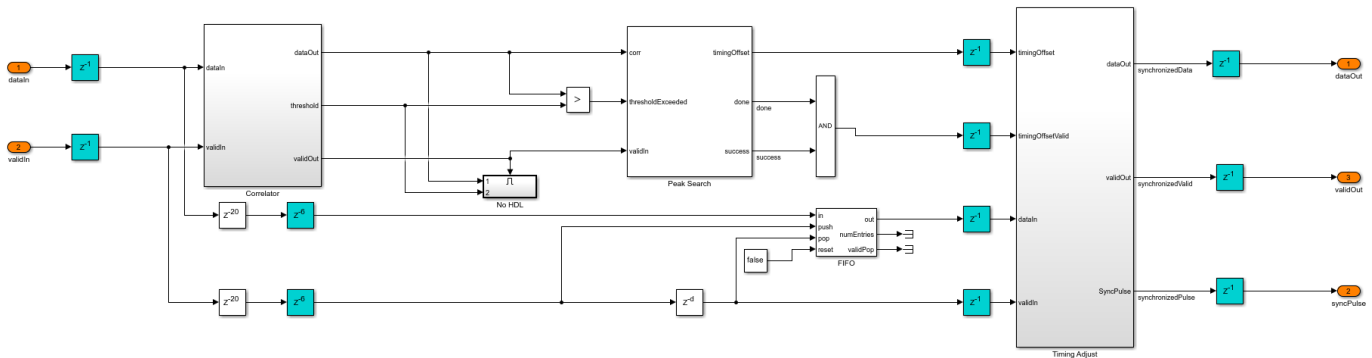 1
dataIn
z-1
2
validIn
z-1
dataIn
validIn
dataOut
threshold
validOut
Correlator
>
1
2
No HDL
corr
thresholdExceeded
validIn
timingOffset
done
success
Peak Search
done
success
AND
z-1
z-1
z-20
z-6
z-20
z-6
z-d
false
in
push
pop
reset
out
numEntries
validPop
FIFO
z-1
z-1
timingOffset
timingOffsetValid
dataIn
validIn
dataOut
validOut
SyncPulse
Timing Adjust
synchronizedData
synchronizedValid
synchronizedPulse
z-1
z-1
z-1
1
dataOut
3
validOut
2
syncPulse